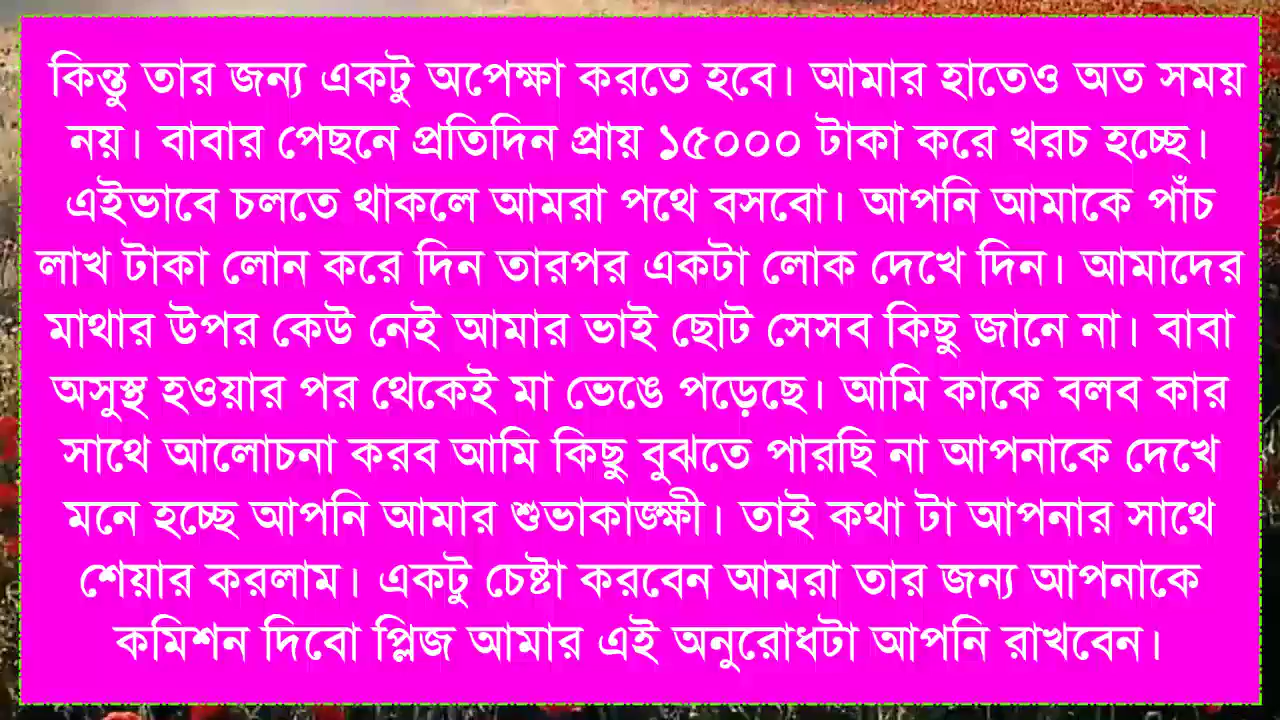 কিন্তু তার জন্য একটু অপেক্ষা করতে হবে। আমার হাতেও অত সময়
নয়। বাবার পেছনে প্রতিদিন প্রায় ১৫০০০ টাকা করে খরচ হচ্ছে।
এইভাবে চলতে থাকলে আমরা পথে বসবো। আপনি আমাকে পাঁচ
লাখ টাকা লোন করে দিন তারপর একটা লোক দেখে দিন। আমাদের
মাথার উপর কেউ নেই আমার ভাই ছোট সেসব কিছু জানে না। বাবা
অসুস্থ হওয়ার পর থেকেই মা ভেঙে পড়েছে। আমি কাকে বলব কার
সাথে আলোচনা করব আমি কিছু বুঝতে পারছি না আপনাকে দেখে
মনে হচ্ছে আপনি আমার শুভাকাঙ্ক্ষী। তাই কথা টা আপনার সাথে
শেয়ার করলাম। একটু চেষ্টা করবেন আমরা তার জন্য আপনাকে
কমিশন দিবো প্লিজ আমার এই অনুরোধটা আপনি রাখবেন।